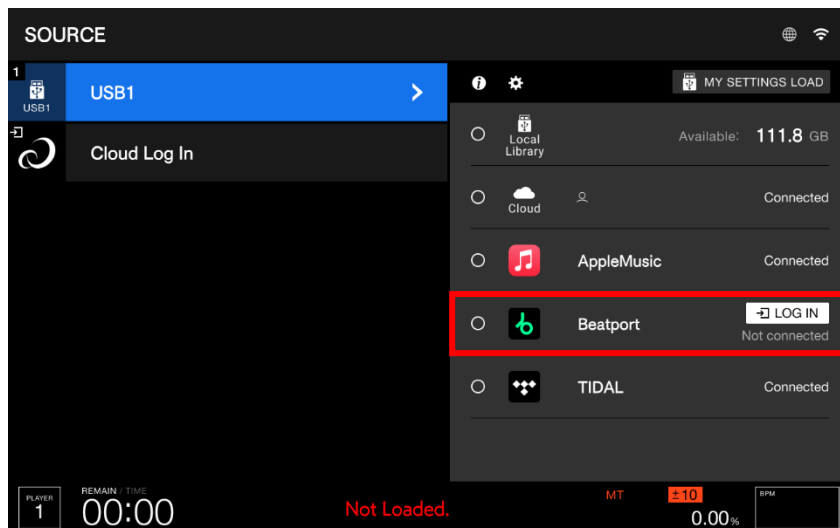 SOURCE
1
USB1
USB1
Cloud Log In
MY SETTINGS LOAD
Local
Library
Available: 111.8 GB
Cloud
Connected
AppleMusic
Connected
Beatport
LOG IN
Not connected
TIDAL
Connected
PLAYER
1
REMAIN / TIME
00:00
Not Loaded.
MT
±10
0.00%
BPM